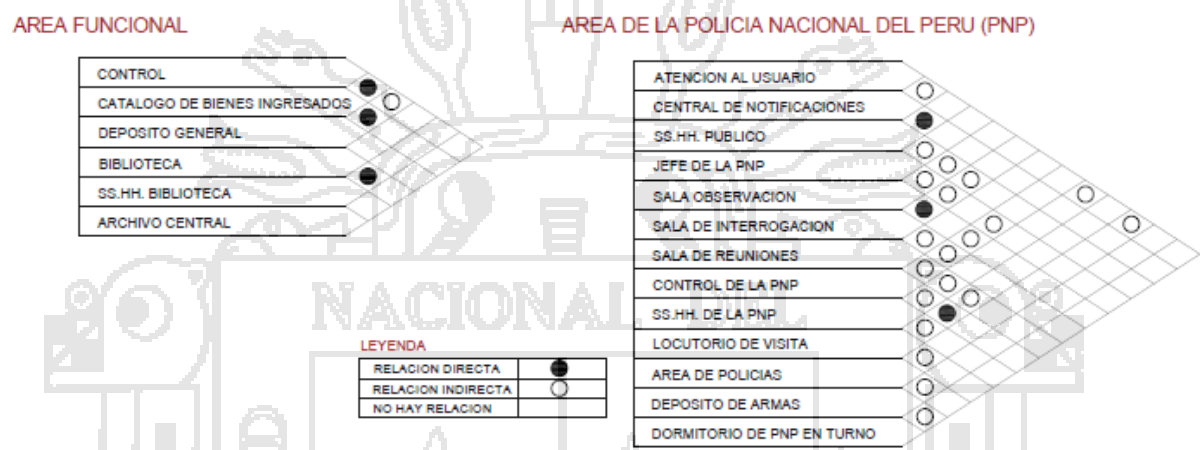 AREA FUNCIONAL
CONTROL
CATALOGO DE BIENES INGRESADOS
DEPOSITO GENERAL
BIBLIOTECA
SS.HH. BIBLIOTECA
ARCHIVO CENTRAL
AREA DE LA POLICIA NACIONAL DEL PERU (PNP)
ATENCION AL USUARIO
CENTRAL DE NOTIFICACIONES
SS.HH. PUBLICO
JEFE DE LA PNP
SALA OBSERVACION
SALA DE INTERROGACION
SALA DE REUNIONES
CONTROL DE LA PNP
SS.HH. DE LA PNP
LOCUTORIO DE VISITA
AREA DE POLICIAS
DEPOSITO DE ARMAS
DORMITORIO DE PNP EN TURNO
LEYENDA
RELACION DIRECTA
RELACION INDIRECTA
NO HAY RELACION
NACIONAL DEL